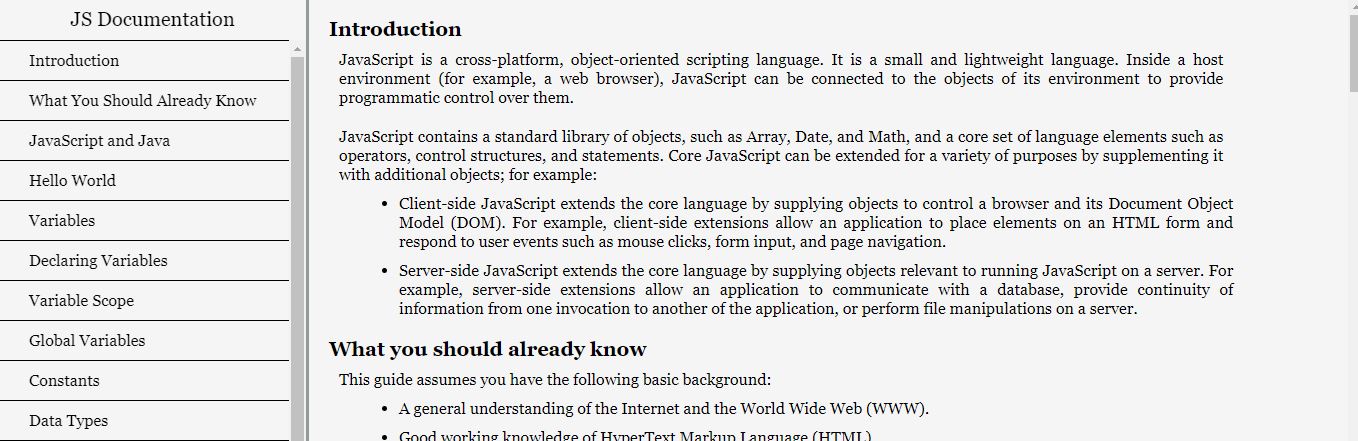 JS Documentation
Introduction
What You Should Already Know
JavaScript and Java
Hello World
Variables
Declaring Variables
Variable Scope
Global Variables
Constants
Data Types
Introduction
JavaScript is a cross-platform, object-oriented scripting language. It is a small and lightweight language. Inside a host
environment (for example, a web browser), JavaScript can be connected to the objects of its environment to provide
programmatic control over them.
JavaScript contains a standard library of objects, such as Array, Date, and Math, and a core set of language elements such as
operators, control structures, and statements. Core JavaScript can be extended for a variety of purposes by supplementing it
with additional objects; for example:
• Client-side JavaScript extends the core language by supplying objects to control a browser and its Document Object
Model (DOM). For example, client-side extensions allow an application to place elements on an HTML form and
respond to user events such as mouse clicks, form input, and page navigation.
• Server-side JavaScript extends the core language by supplying objects relevant to running JavaScript on a server. For
example, server-side extensions allow an application to communicate with a database, provide continuity of
information from one invocation to another of the application, or perform file manipulations on a server.
What you should already know
This guide assumes you have the following basic background:
• A general understanding of the Internet and the World Wide Web (WWW).
• Good working knowledge of HyperText Markup Language (HTML)